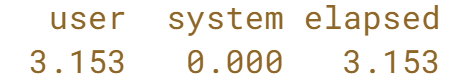 user system elapsed
3.153 0.000 3.153